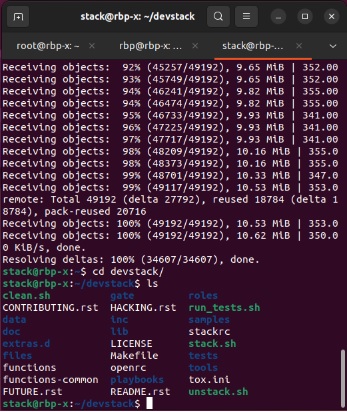 stack@rbp-x: ~/devstack
root@rbp-x: ~
rbp@rbp-x: ...
stack@rbp-...
Receiving objects:  92% (45257/49192), 9.65 MiB | 352.00
Receiving objects:  93% (45749/49192), 9.65 MiB | 352.00
Receiving objects:  94% (46241/49192), 9.82 MiB | 355.00
Receiving objects:  94% (46474/49192), 9.82 MiB | 355.00
Receiving objects:  95% (46733/49192), 9.93 MiB | 341.00
Receiving objects:  96% (47225/49192), 9.93 MiB | 341.00
Receiving objects:  97% (47717/49192), 9.93 MiB | 341.00
Receiving objects:  98% (48209/49192), 10.16 MiB | 355.0
Receiving objects:  98% (48373/49192), 10.16 MiB | 355.0
Receiving objects:  99% (48701/49192), 10.33 MiB | 347.0
Receiving objects:  99% (49117/49192), 10.53 MiB | 353.0
remote: Total 49192 (delta 27792), reused 18784 (delta 1
8784), pack-reused 20716
Receiving objects: 100% (49192/49192), 10.53 MiB | 353.0
Receiving objects: 100% (49192/49192), 10.62 MiB | 350.0
0 KiB/s, done.
Resolving deltas: 100% (34607/34607), done.
stack@rbp-x:~$ cd devstack/
stack@rbp-x:~/devstack$ ls
clean.sh gate roles
CONTRIBUTING.rst HACKING.rst run_tests.sh
data inc samples
doc lib stackrc
extras.d LICENSE stack.sh
files Makefile tests
functions openrc tools
functions-common playbooks tox.ini
FUTURE.rst README.rst unstack.sh
stack@rbp-x:~/devstack$